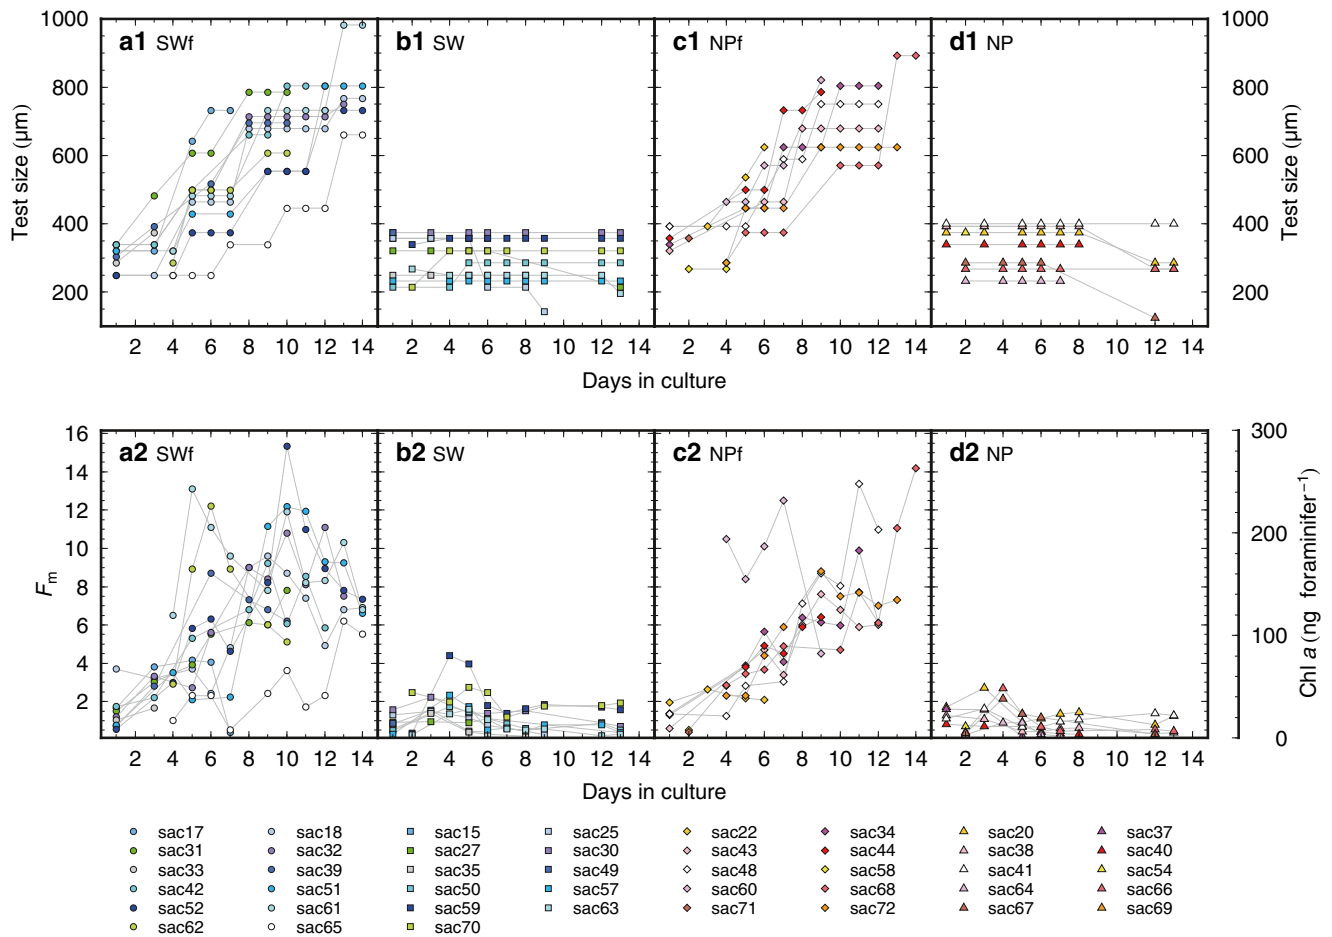 a1 SWf
b1 SW
c1 NPf
d1 NP
1000
800
600
400
200
Test size (μm)
1000
800
600
400
200
Test size (μm)
2 4 6 8 10 12 14
2 4 6 8 10 12 14
2 4 6 8 10 12 14
2 4 6 8 10 12 14
Days in culture
a2 SWf
b2 SW
c2 NPf
d2 NP
16
14
12
10
8
6
4
2
Fm
300
200
100
0
Chl a (ng foraminifer−1)
2 4 6 8 10 12 14
2 4 6 8 10 12 14
2 4 6 8 10 12 14
2 4 6 8 10 12 14
Days in culture
sac17 sac18 sac15 sac25 sac22 sac34 sac20 sac37
sac31 sac32 sac27 sac30 sac43 sac44 sac38 sac40
sac33 sac39 sac35 sac49 sac48 sac58 sac41 sac54
sac42 sac51 sac50 sac57 sac60 sac68 sac64 sac66
sac52 sac61 sac59 sac63 sac71 sac72 sac67 sac69
sac62 sac65 sac70